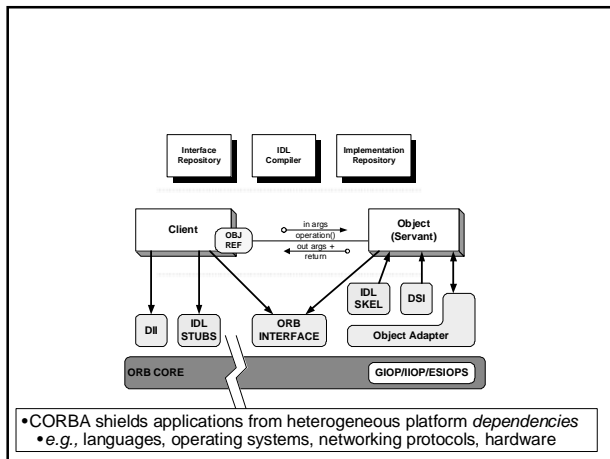 Interface
Repository
IDL
Compiler
Implementation
Repository
Client
OBJ
REF
in args
operation()
out args +
return
Object
(Servant)
DII
IDL
STUBS
ORB
INTERFACE
IDL
SKEL
DSI
Object Adapter
ORB CORE
GIOP/IIOP/ESIOPS
•CORBA shields applications from heterogeneous platform dependencies
•e.g., languages, operating systems, networking protocols, hardware